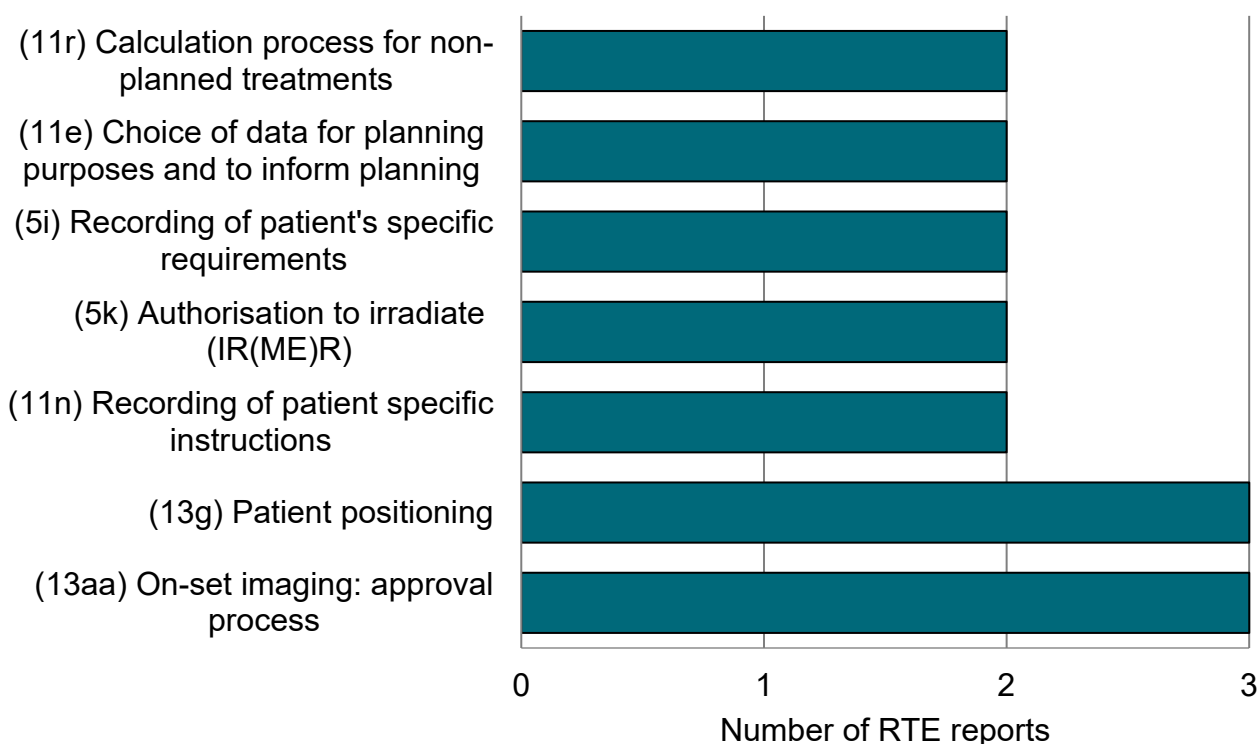 (11r) Calculation process for non-
planned treatments
(11e) Choice of data for planning
purposes and to inform planning
(5i) Recording of patient's specific
requirements
(5k) Authorisation to irradiate
(IR(ME)R)
(11n) Recording of patient specific
instructions
(13g) Patient positioning
(13aa) On-set imaging: approval
process
0 1 2 3
Number of RTE reports